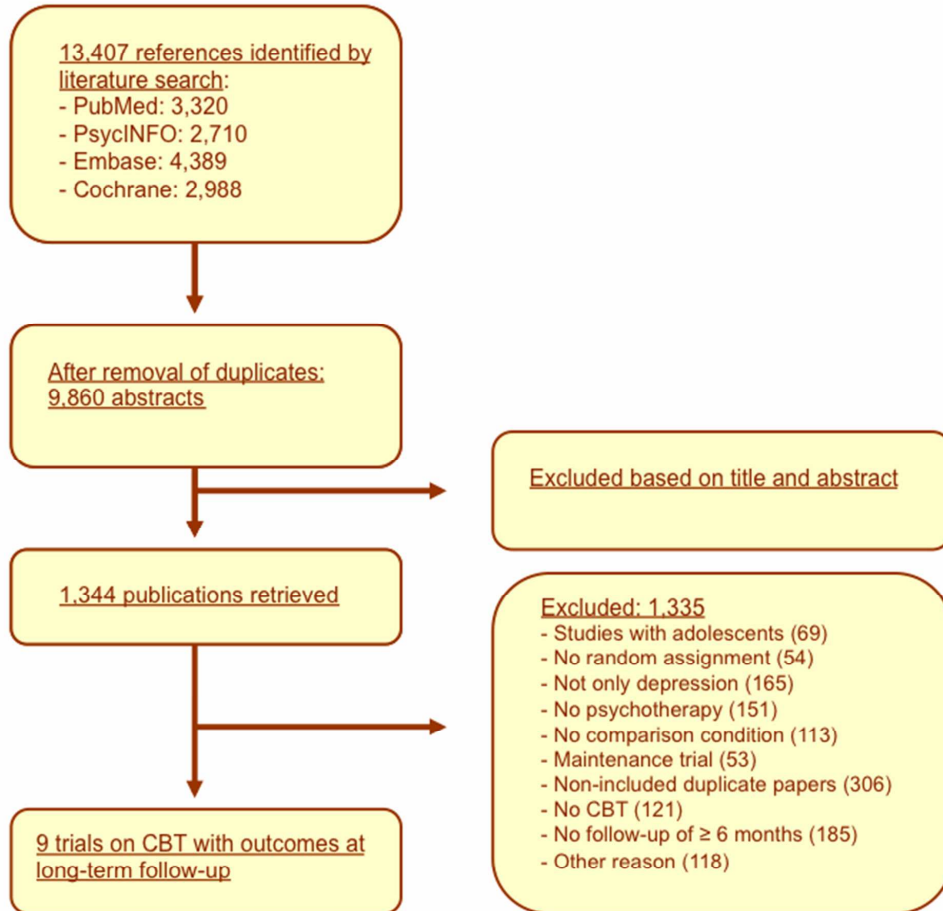 13,407 references identified by
literature search:
- PubMed: 3,320
- PsycINFO: 2,710
- Embase: 4,389
- Cochrane: 2,988
After removal of duplicates:
9,860 abstracts
Excluded based on title and abstract
1,344 publications retrieved
Excluded: 1,335
- Studies with adolescents (69)
- No random assignment (54)
- Not only depression (165)
- No psychotherapy (151)
- No comparison condition (113)
- Maintenance trial (53)
- Non-included duplicate papers (306)
- No CBT (121)
- No follow-up of ≥ 6 months (185)
- Other reason (118)
9 trials on CBT with outcomes at
long-term follow-up